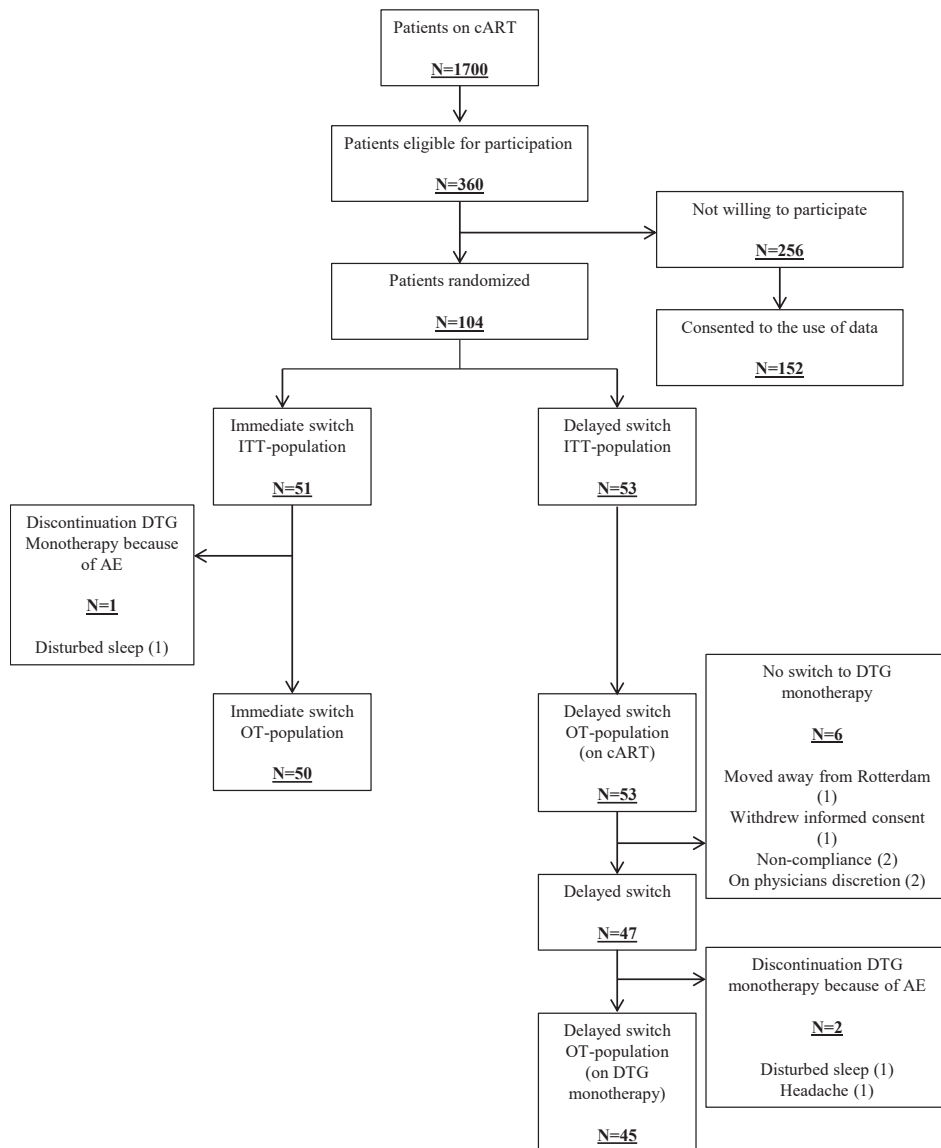 Patients on cART
N=1700
Patients eligible for participation
N=360
Not willing to participate
N=256
Patients randomized
N=104
Consented to the use of data
N=152
Immediate switch
ITT-population
N=51
Delayed switch
ITT-population
N=53
Discontinuation DTG
Monotherapy because
of AE
N=1
Disturbed sleep (1)
Immediate switch
OT-population
N=50
Delayed switch
OT-population
(on cART)
N=53
No switch to DTG
monotherapy
N=6
Moved away from Rotterdam
(1)
Withdrew informed consent
(1)
Non-compliance (2)
On physicians discretion (2)
Delayed switch
N=47
Discontinuation DTG
monotherapy because of AE
N=2
Disturbed sleep (1)
Headache (1)
Delayed switch
OT-population
(on DTG
monotherapy)
N=45